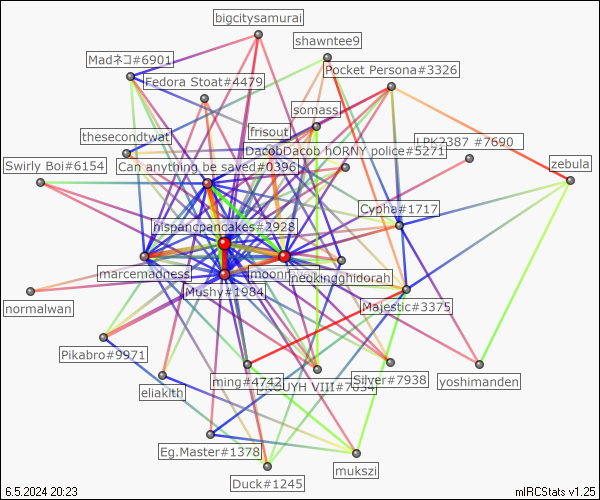 bigcitysamurai
shawntee9
Madネコ#6901
Pocket Persona#3326
Fedora Stoat#4479
somass
frisout
thesecondtwat
LPK2387 #7690
DacobDacob hORNY police#5271
zebula
Swirly Boi#6154
Can anything be saved#0396
Cypha#1717
hispancpancakes#2928
marcemadness
moonr
neokingghidorah
Mushy#1984
normalwan
Majestic#3375
Pikabro#9971
ming#4742
VIII#7034
Silver#7938
yoshimanden
eliakith
Eg.Master#1378
mukszi
Duck#1245
6.5.2024 20:23
mIRCStats v1.25